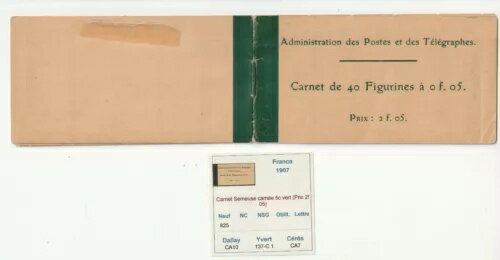 Administration des Postes et des Télégraphes.
Carnet de 40 Figurines à 0 f. 05.
PRIX : 2 f. 05.
France
1907
Carnet Semeuse camée 5c vert (Prix 2f
05)
Neuf NC NSG Oblit. Lettre
825
Dallay Yvert Cérès
CA10 137-C 1 CA7